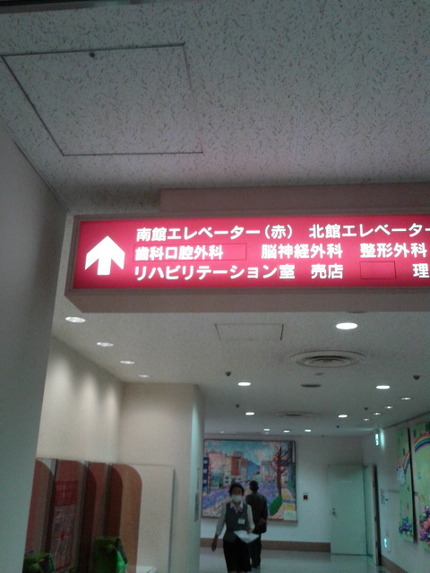 南館エレベーター(赤) 北館エレベーター
歯科口腔外科 脳神経外科 整形外科
リハビリテーション室 売店 理